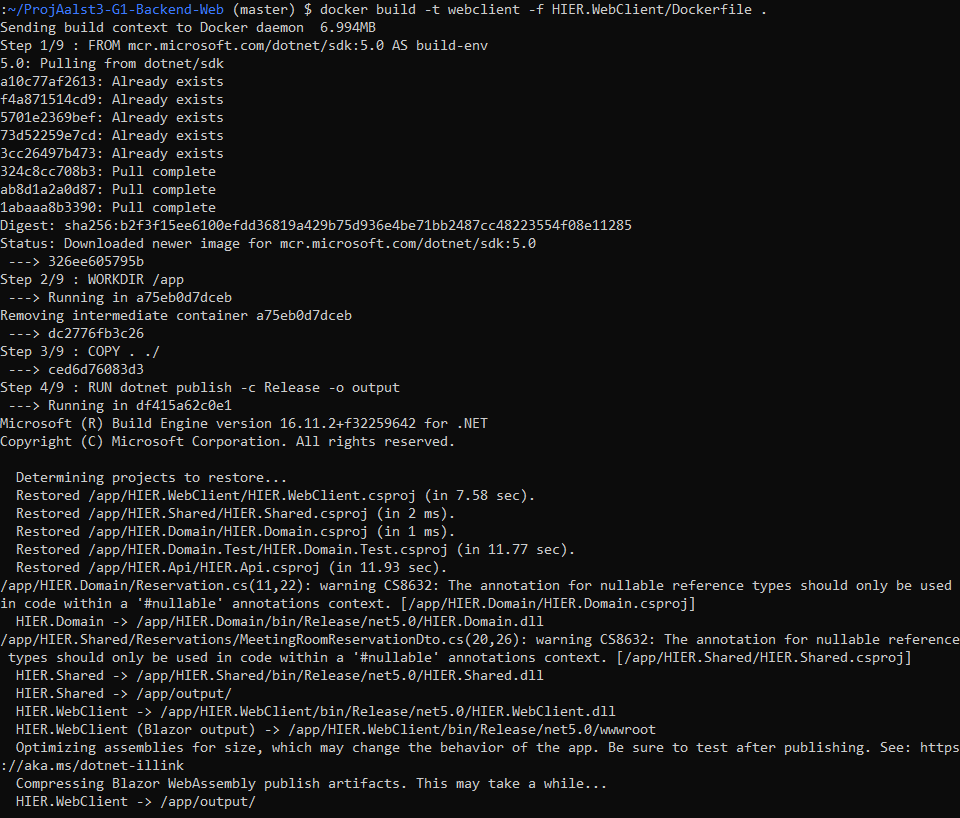 :~/ProjAalst3-G1-Backend-Web (master) $ docker build -t webclient -f HIER.WebClient/Dockerfile .
Sending build context to Docker daemon  6.994MB
Step 1/9 : FROM mcr.microsoft.com/dotnet/sdk:5.0 AS build-env
5.0: Pulling from dotnet/sdk
a10c77af2613: Already exists
f4a871514cd9: Already exists
5701e2369bef: Already exists
73d52259e7cd: Already exists
3cc26497b473: Already exists
324c8cc708b3: Pull complete
ab8d1a2a0d87: Pull complete
1abaaa8b3390: Pull complete
Digest: sha256:b2f3f15ee6100efdd36819a429b75d936e4be71bb2487cc48223554f08e11285
Status: Downloaded newer image for mcr.microsoft.com/dotnet/sdk:5.0
 ---> 326ee605795b
Step 2/9 : WORKDIR /app
 ---> Running in a75eb0d7dceb
Removing intermediate container a75eb0d7dceb
 ---> dc2776fb3c26
Step 3/9 : COPY . ./
 ---> ced6d76083d3
Step 4/9 : RUN dotnet publish -c Release -o output
 ---> Running in df415a62c0e1
Microsoft (R) Build Engine version 16.11.2+f32259642 for .NET
Copyright (C) Microsoft Corporation. All rights reserved.

  Determining projects to restore...
  Restored /app/HIER.WebClient/HIER.WebClient.csproj (in 7.58 sec).
  Restored /app/HIER.Shared/HIER.Shared.csproj (in 2 ms).
  Restored /app/HIER.Domain/HIER.Domain.csproj (in 1 ms).
  Restored /app/HIER.Domain.Test/HIER.Domain.Test.csproj (in 11.77 sec).
  Restored /app/HIER.Api/HIER.Api.csproj (in 11.93 sec).
/app/HIER.Domain/Reservation.cs(11,22): warning CS8632: The annotation for nullable reference types should only be used
in code within a '#nullable' annotations context. [/app/HIER.Domain/HIER.Domain.csproj]
  HIER.Domain -> /app/HIER.Domain/bin/Release/net5.0/HIER.Domain.dll
/app/HIER.Shared/Reservations/MeetingRoomReservationDto.cs(20,26): warning CS8632: The annotation for nullable reference
 types should only be used in code within a '#nullable' annotations context. [/app/HIER.Shared/HIER.Shared.csproj]
  HIER.Shared -> /app/HIER.Shared/bin/Release/net5.0/HIER.Shared.dll
  HIER.Shared -> /app/output/
  HIER.WebClient -> /app/HIER.WebClient/bin/Release/net5.0/HIER.WebClient.dll
  HIER.WebClient (Blazor output) -> /app/HIER.WebClient/bin/Release/net5.0/wwwroot
  Optimizing assemblies for size, which may change the behavior of the app. Be sure to test after publishing. See: https
://aka.ms/dotnet-illink
  Compressing Blazor WebAssembly publish artifacts. This may take a while...
  HIER.WebClient -> /app/output/